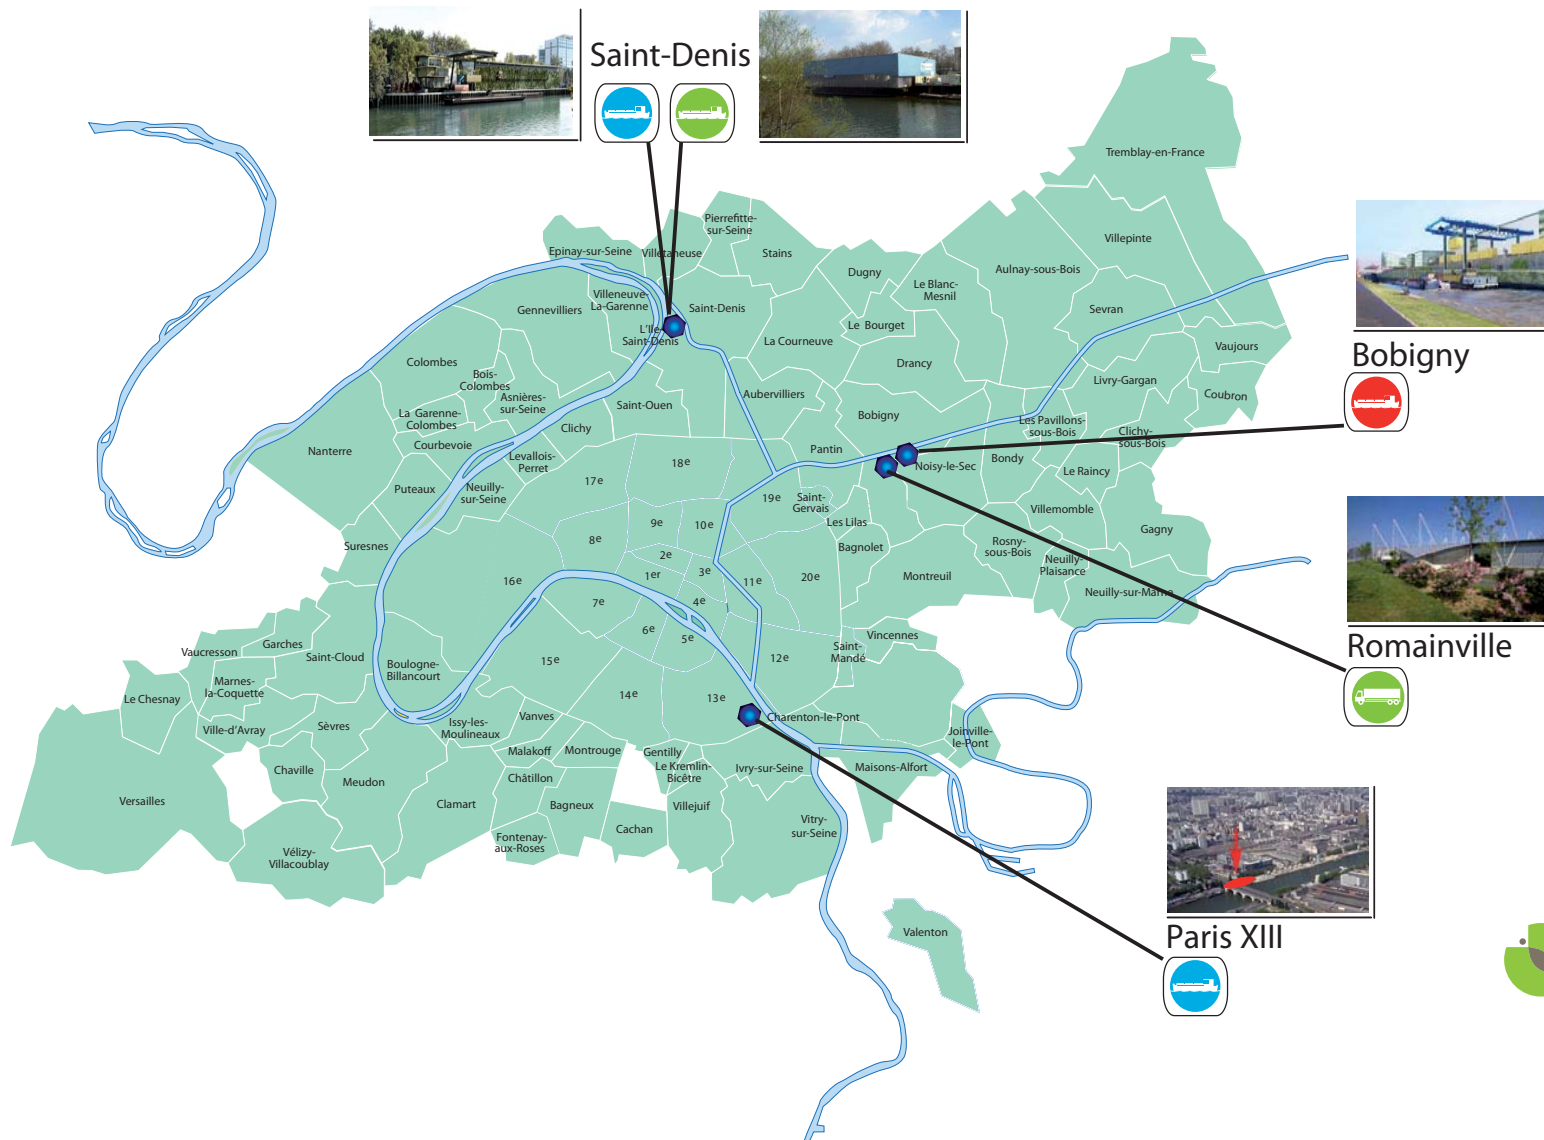 Saint-Denis
Tremblay-en-France
Pierrefitte-
sur-Seine
Villepinte
Epinay-sur-Seine
Villetaneuse
Stains
Dugny
Aulnay-sous-Bois
Le Blanc-
Mesnil
Villeneuve-
La-Garenne
Gennevilliers
Saint-Denis
Sevran
L'Ile-
Saint-Denis
La Courneuve
Le Bourget
Vaujours
Bobigny
Colombes
Drancy
Bois-
Colombes
Livry-Gargan
Coubron
Asnières-
sur-Seine
Saint-Ouen
Aubervilliers
La Garenne-
Colombes
Bobigny
Les Pavillons-
sous-Bois
Clichy
Clichy-
sous-Bois
Courbevoie
Nanterre
Pantin
Levallois-
Perret
18e
Noisy-le-Sec
Bondy
Le Raincy
17e
Puteaux
Neuilly-
sur-Seine
19e
Saint-
Gervais
Villemomble
9e
10e
Les Lilas
Gagny
Suresnes
8e
Bagnolet
Rosny-
sous-Bois
2e
Neuilly-
Plaisance
1er
3e
11e
20e
Montreuil
16e
Neuilly-sur-Marne
7e
4e
6e
5e
Vincennes
Romainville
Garches
Vaucresson
Saint-Cloud
Boulogne-
Billancourt
15e
12e
Saint-
Mandé
Marnes-
la-Coquette
Le Chesnay
14e
13e
Charenton-le-Pont
Ville-d'Avray
Sèvres
Issy-les-
Moulineaux
Vanves
Joinville-
le-Pont
Malakoff
Montrouge
Gentilly
Le Kremlin-
Bicêtre
Ivry-sur-Seine
Maisons-Alfort
Chaville
Meudon
Châtillon
Versailles
Clamart
Bagneux
Villejuif
Vitry-
sur-Seine
Cachan
Fontenay-
aux-Roses
Vélizy-
Villacoublay
Valenton
Paris XIII